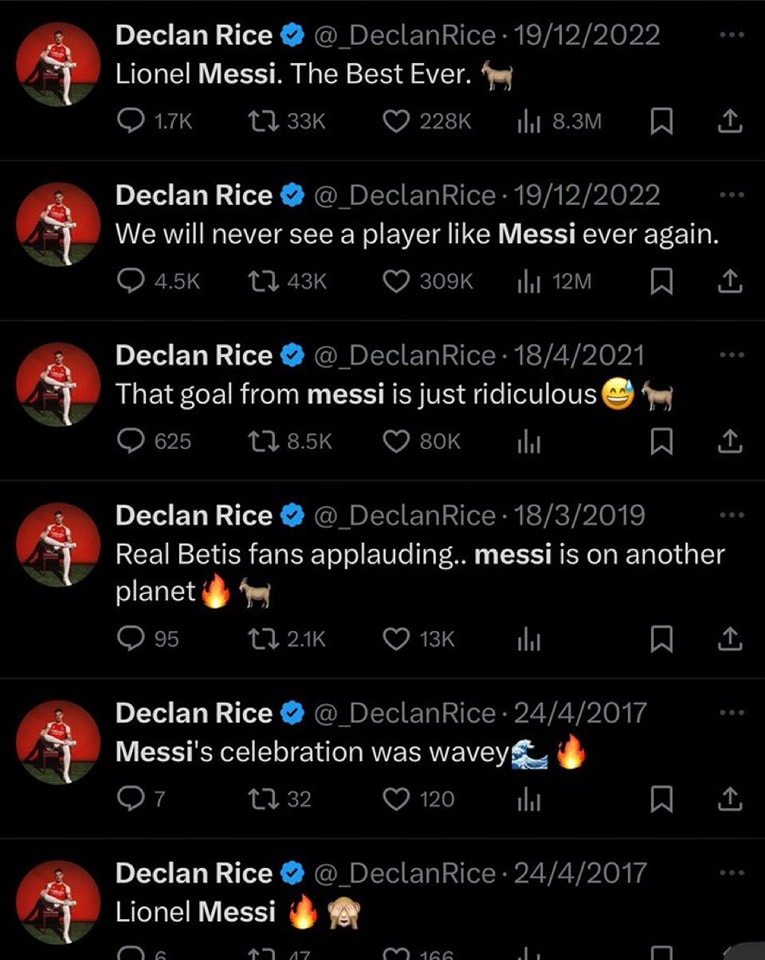 Declan Rice @_DeclanRice · 19/12/2022
Lionel Messi. The Best Ever. 🐐
1.7K 33K 228K 8.3M
Declan Rice @_DeclanRice · 19/12/2022
We will never see a player like Messi ever again.
4.5K 43K 309K 12M
Declan Rice @_DeclanRice · 18/4/2021
That goal from messi is just ridiculous😅🐐
625 8.5K 80K
Declan Rice @_DeclanRice · 18/3/2019
Real Betis fans applauding.. messi is on another
planet🔥🐐
95 2.1K 13K
Declan Rice @_DeclanRice · 24/4/2017
Messi's celebration was wavey🌊🔥
7 32 120
Declan Rice @_DeclanRice · 24/4/2017
Lionel Messi 🔥🙈
6 47 166